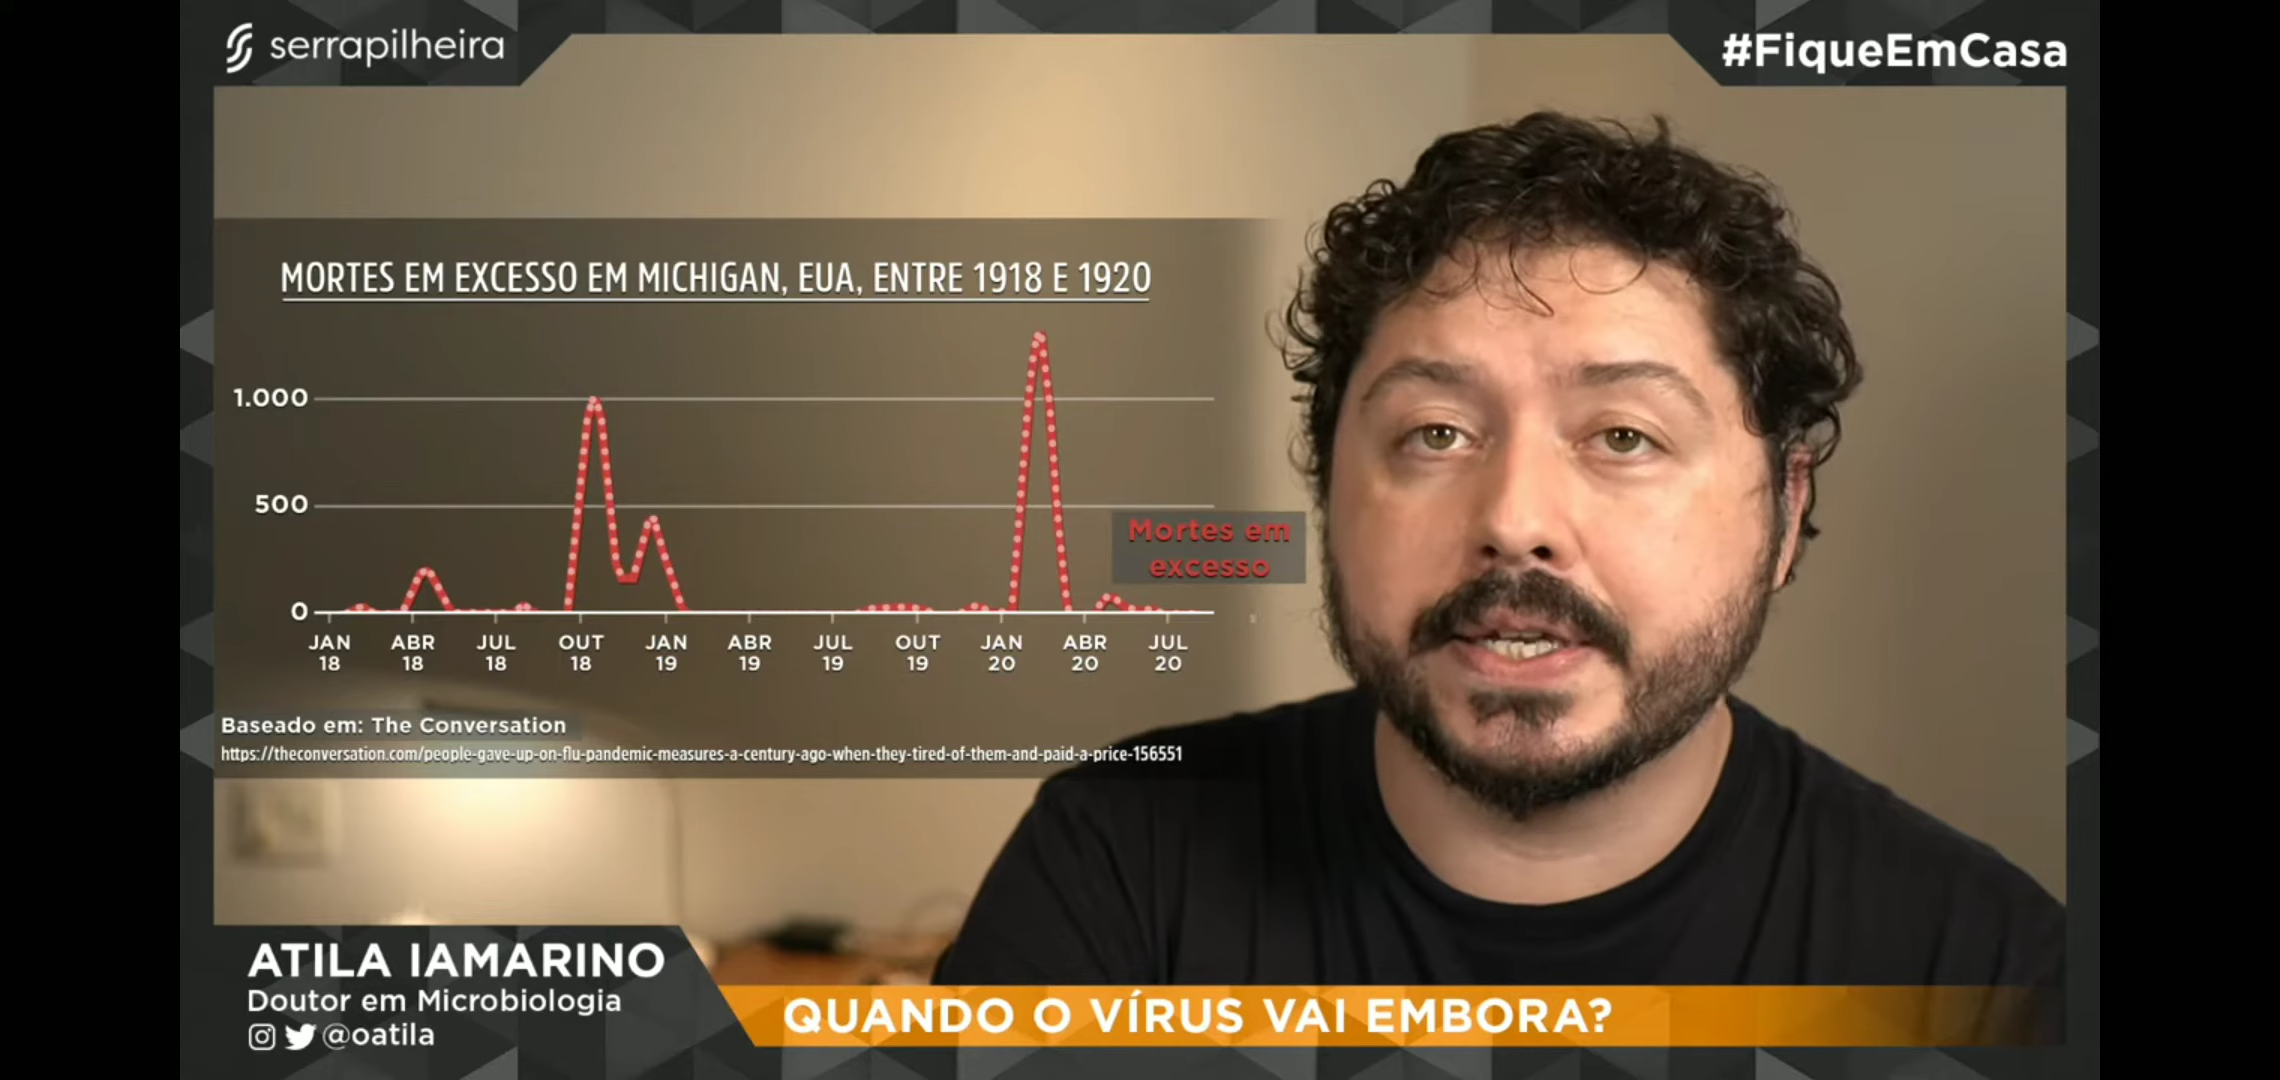 serrapilheira
#FiqueEmCasa
MORTES EM EXCESSO EM MICHIGAN, EUA, ENTRE 1918 E 1920
1.000
500
0
Mortes em
excesso
JAN ABR JUL OUT JAN ABR JUL OUT JAN ABR JUL
18 18 18 18 19 19 19 19 20 20 20
Baseado em: The Conversation
https://theconversation.com/people-gave-up-on-flu-pandemic-measures-a-century-ago-when-they-tired-of-them-and-paid-a-price-156551
ATILA IAMARINO
Doutor em Microbiologia
@oatila
QUANDO O VÍRUS VAI EMBORA?